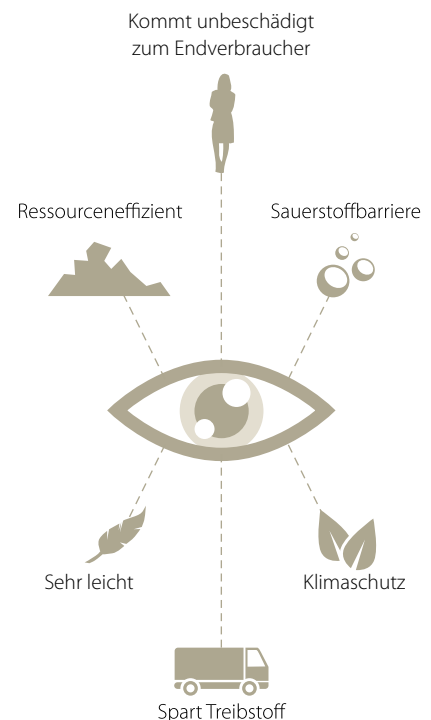 Kommt unbeschädigt
zum Endverbraucher
Ressourceneffizient
Sauerstoffbarriere
Sehr leicht
Klimaschutz
Spart Treibstoff